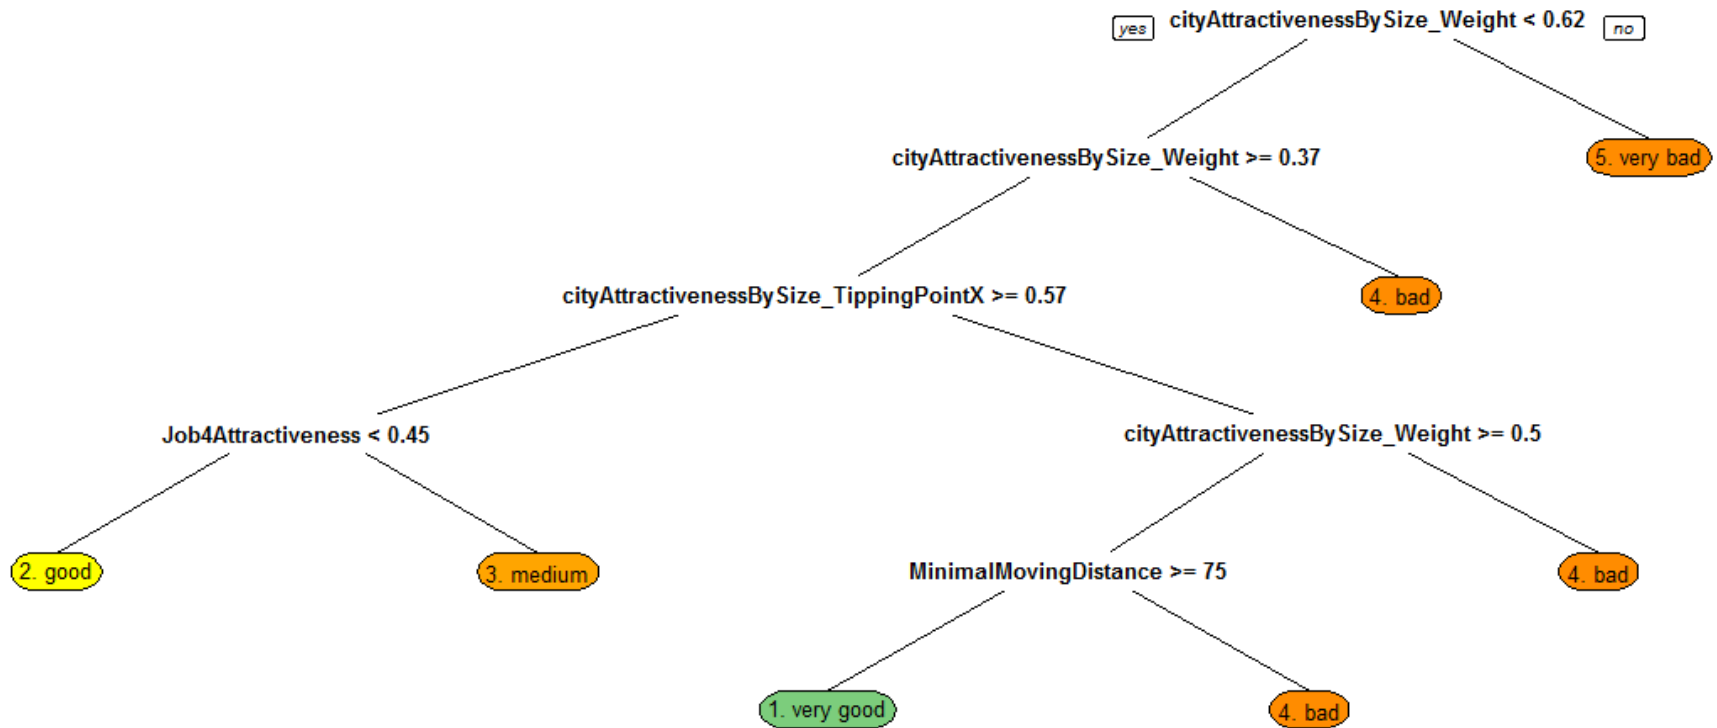 yes cityAttractivenessBySize_Weight < 0.62 no
cityAttractivenessBySize_Weight >= 0.37 5. very bad
cityAttractivenessBySize_TippingPointX >= 0.57 4. bad
Job4Attractiveness < 0.45 cityAttractivenessBySize_Weight >= 0.5
2. good 3. medium MinimalMovingDistance >= 75 4. bad
1. very good 4. bad